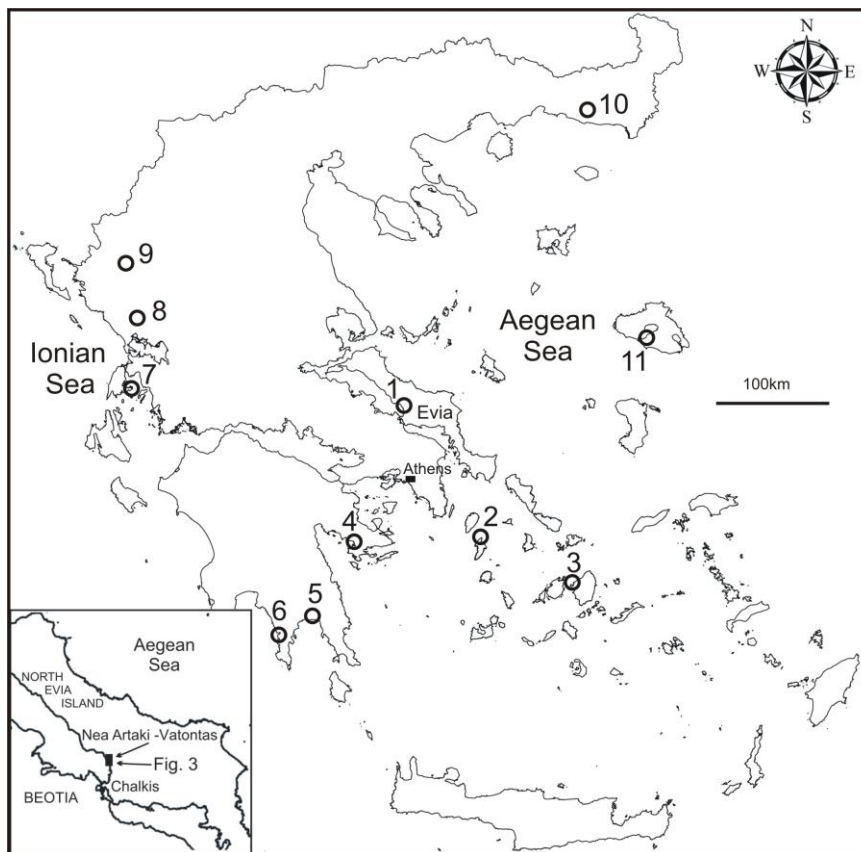 N
W E
S
10
9
8
Ionian
Sea
7
Aegean
Sea
11
100km
1
Evia
Athens
2
4
3
5
6
Aegean
Sea
NORTH
EVIA
ISLAND
Nea Artaki -Vatontas
Fig. 3
Chalkis
BEOTIA